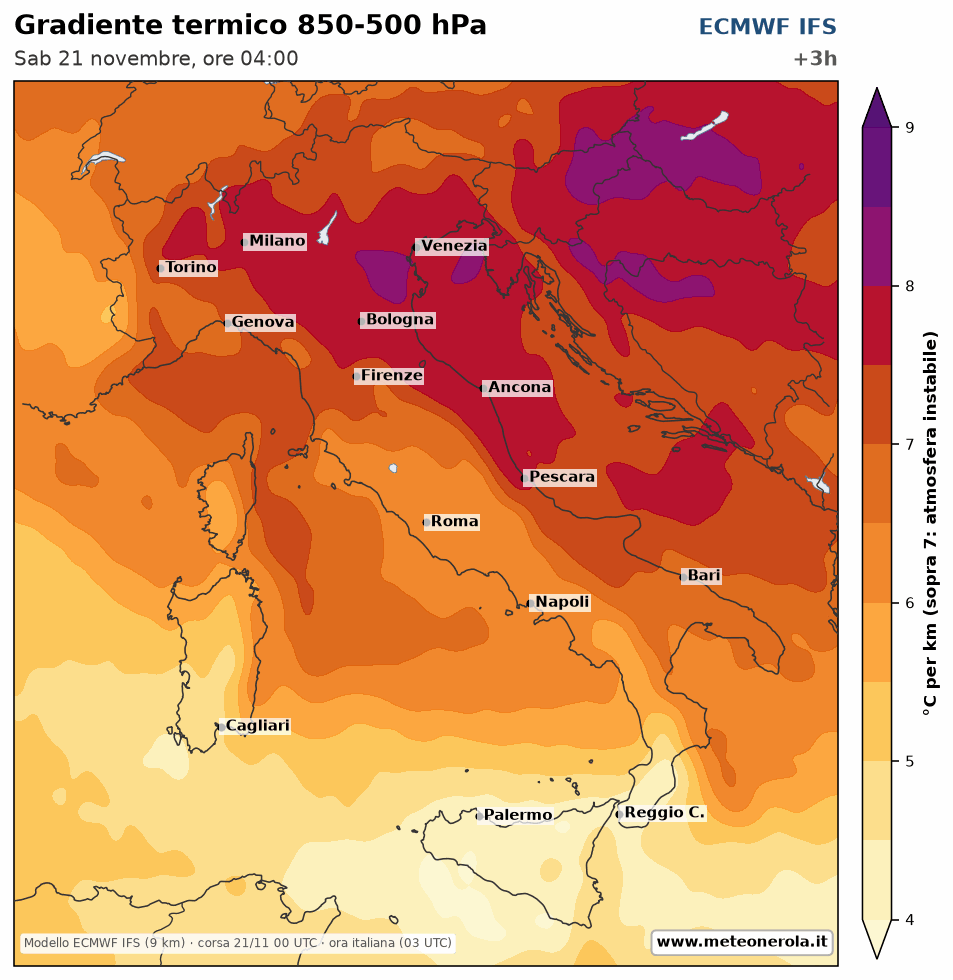 Gradiente termico 850-500 hPa
ECMWF IFS
Sab 21 novembre, ore 04:00
+3h
Milano
Venezia
Torino
Genova
Bologna
Firenze
Ancona
Pescara
Roma
Bari
Napoli
Cagliari
Palermo
Reggio C.
9
8
7
6
5
4
°C per km (sopra 7: atmosfera instabile)
Modello ECMWF IFS (9 km) · corsa 21/11 00 UTC · ora italiana (03 UTC)
www.meteonerola.it